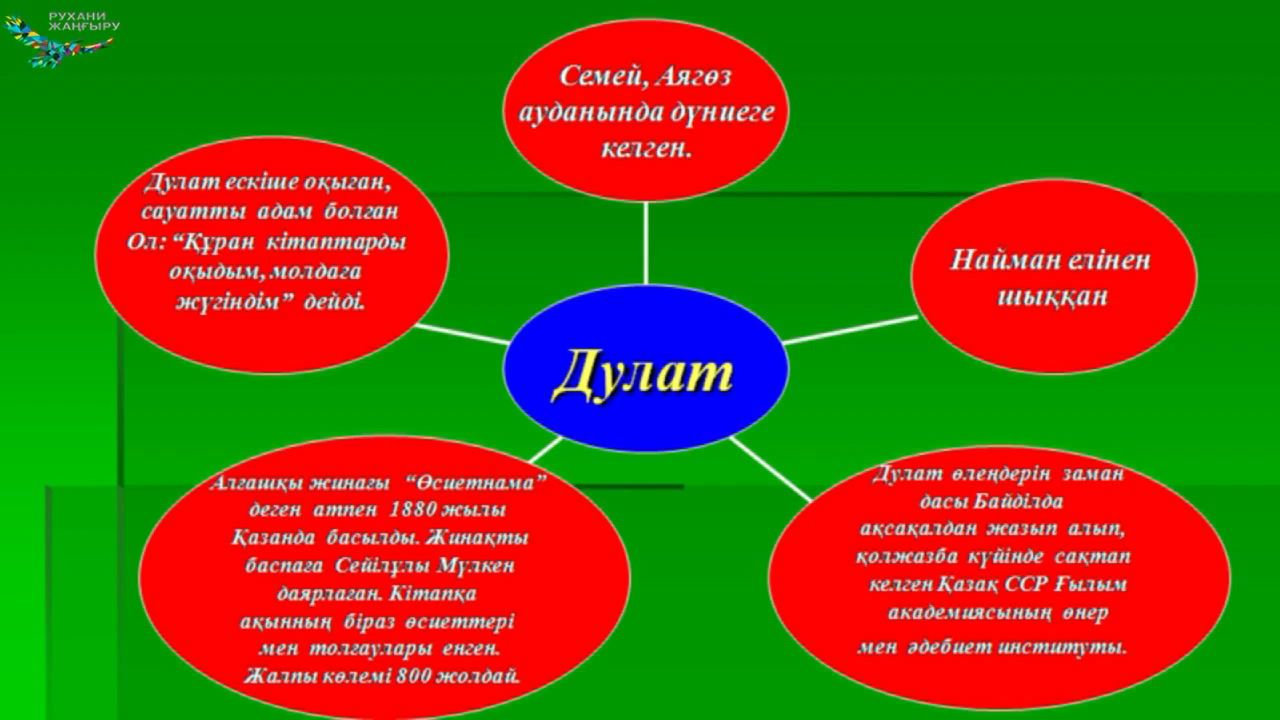 РУХАНИ
ЖАҢҒЫРУ
Семей, Аягөз
ауданында дүниеге
келген.
Дулат ескіше оқыған,
сауатты адам болған
Ол: “Құран кітаптарды
оқыдым, молдаға
жүгіндім” дейді.
Найман елінен
шыққан
Дулат
Алғашқы жинағы “Өсиетнама”
деген атпен 1880 жылы
Қазанда басылды. Жинақты
баспаға Сейілұлы Мүлкен
даярлаған. Кітапқа
ақынның біраз өсиеттері
мен толғаулары енген.
Жалпы көлемі 800 жолдай.
Дулат өлеңдерін заман
дасы Байділда
ақсақалдан жазып алып,
қолжазба күйінде сақтап
келген Қазақ ССР Ғылым
академиясының өнер
мен әдебиет институты.